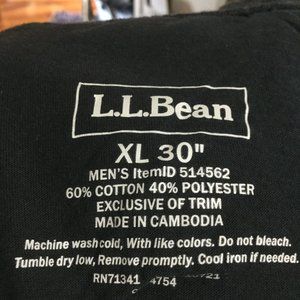 L.L.Bean
XL 30"
MEN'S ItemID 514562
60% COTTON 40% POLYESTER
EXCLUSIVE OF TRIM
MADE IN CAMBODIA
Machine wash cold, With like colors. Do not bleach.
Tumble dry low, Remove promptly. Cool iron if needed.
RN71341 4754